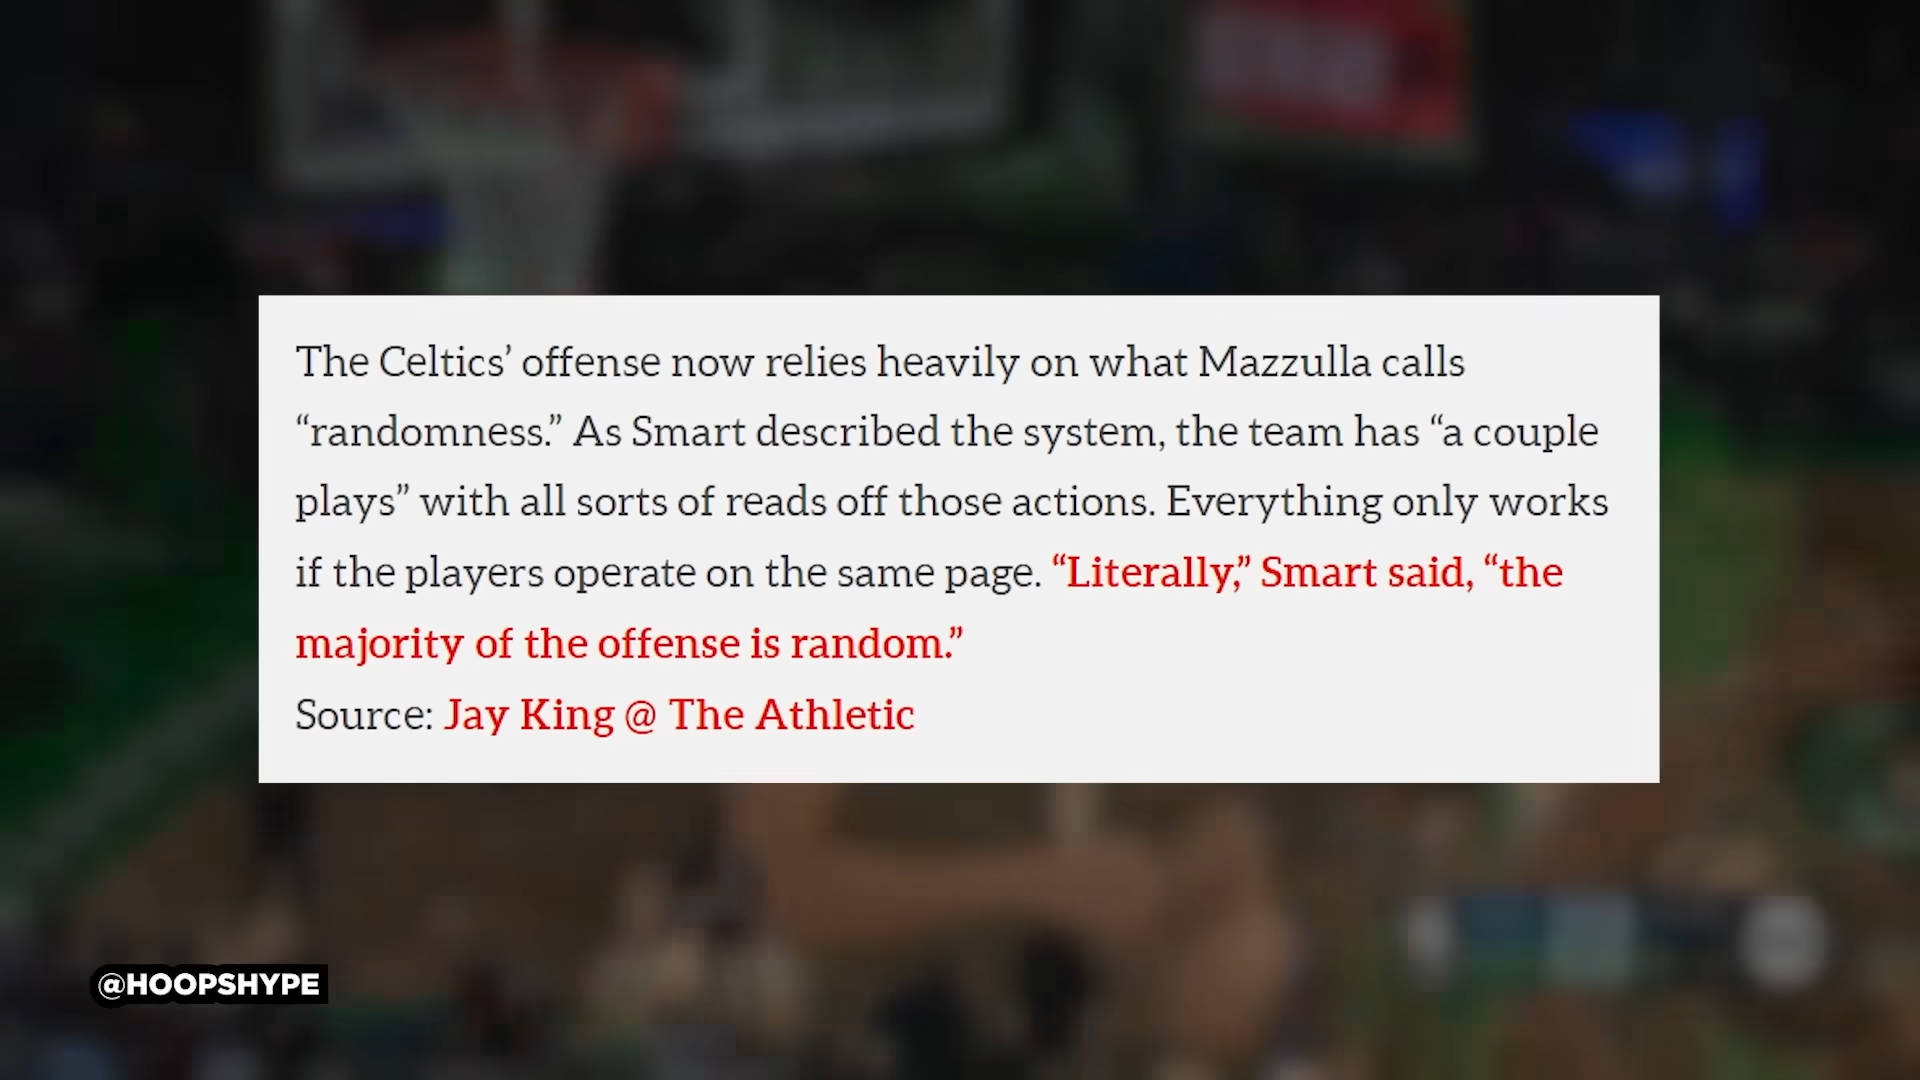 The Celtics’ offense now relies heavily on what Mazzulla calls
“randomness.” As Smart described the system, the team has “a couple
plays” with all sorts of reads off those actions. Everything only works
if the players operate on the same page. “Literally,” Smart said, “the
majority of the offense is random.”
Source: Jay King @ The Athletic
@HOOPSHYPE